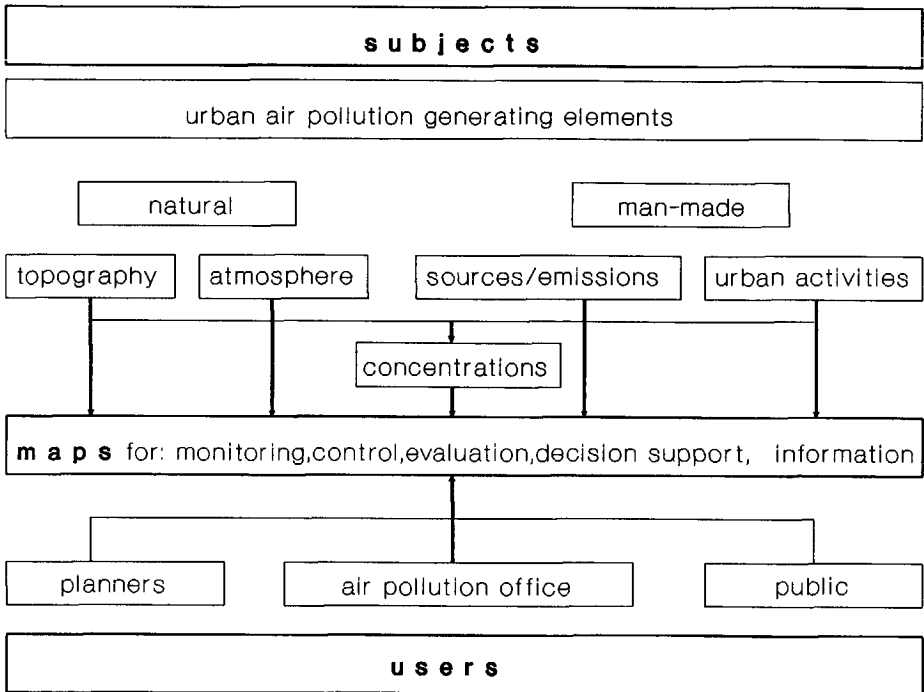 subjects
urban air pollution generating elements
natural
man-made
topography
atmosphere
sources/emissions
urban activities
concentrations
maps for: monitoring,control,evaluation,decision support, information
planners
air pollution office
public
users